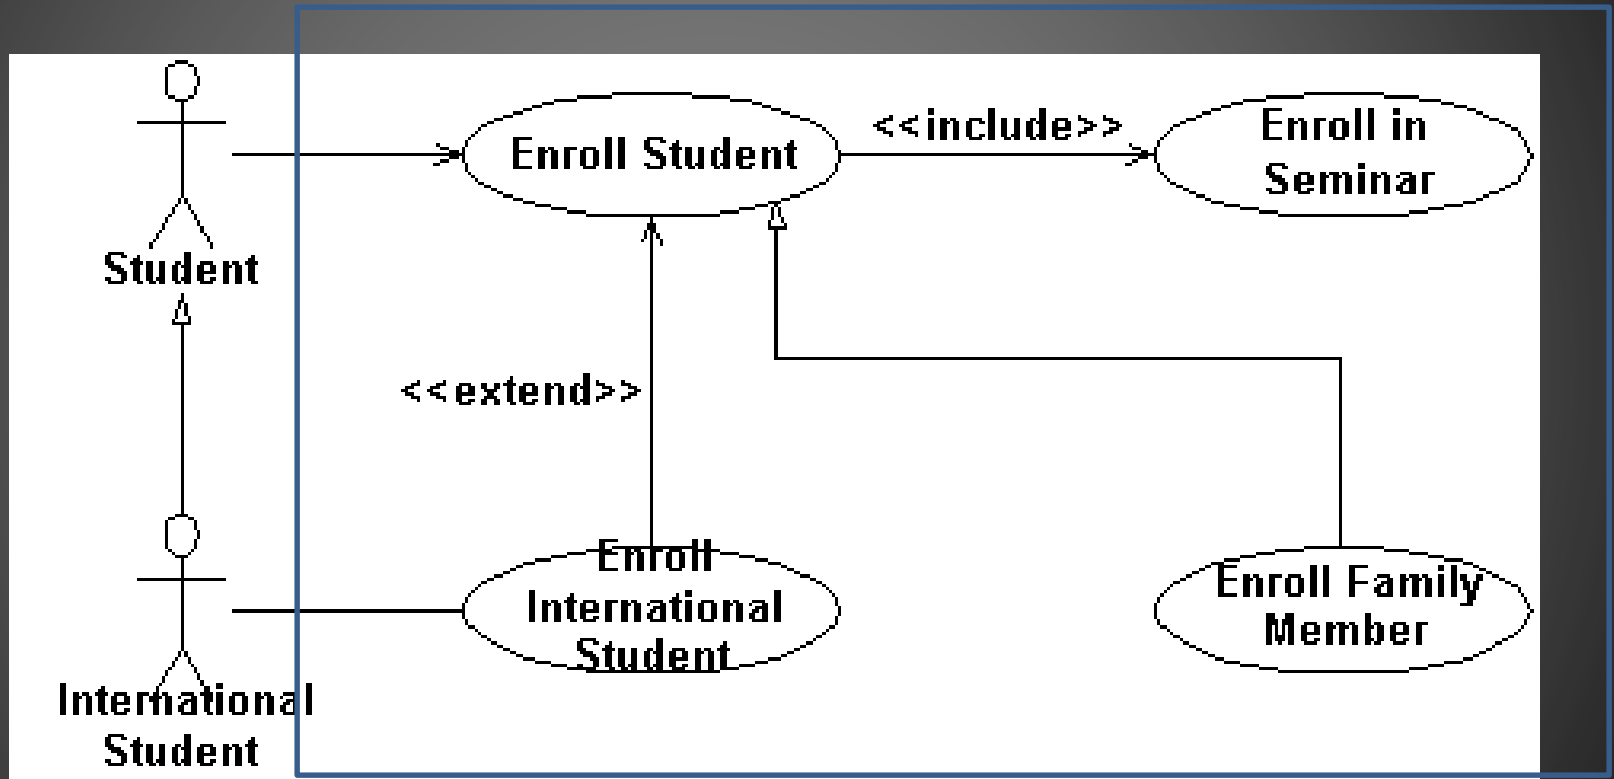 <<include>>
Enroll Student
Enroll in
Seminar
Student
<<extend>>
Enroll
International
Student
Enroll Family
Member
International
Student